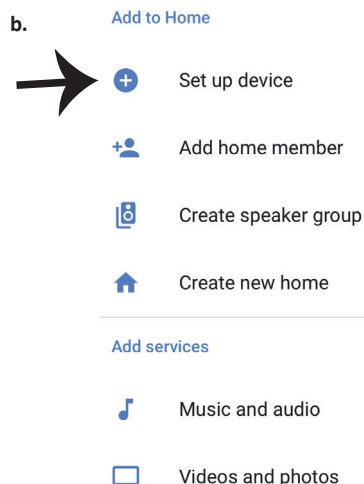 b.
Add to Home
Set up device
Add home member
Create speaker group
Create new home
Add services
Music and audio
Videos and photos